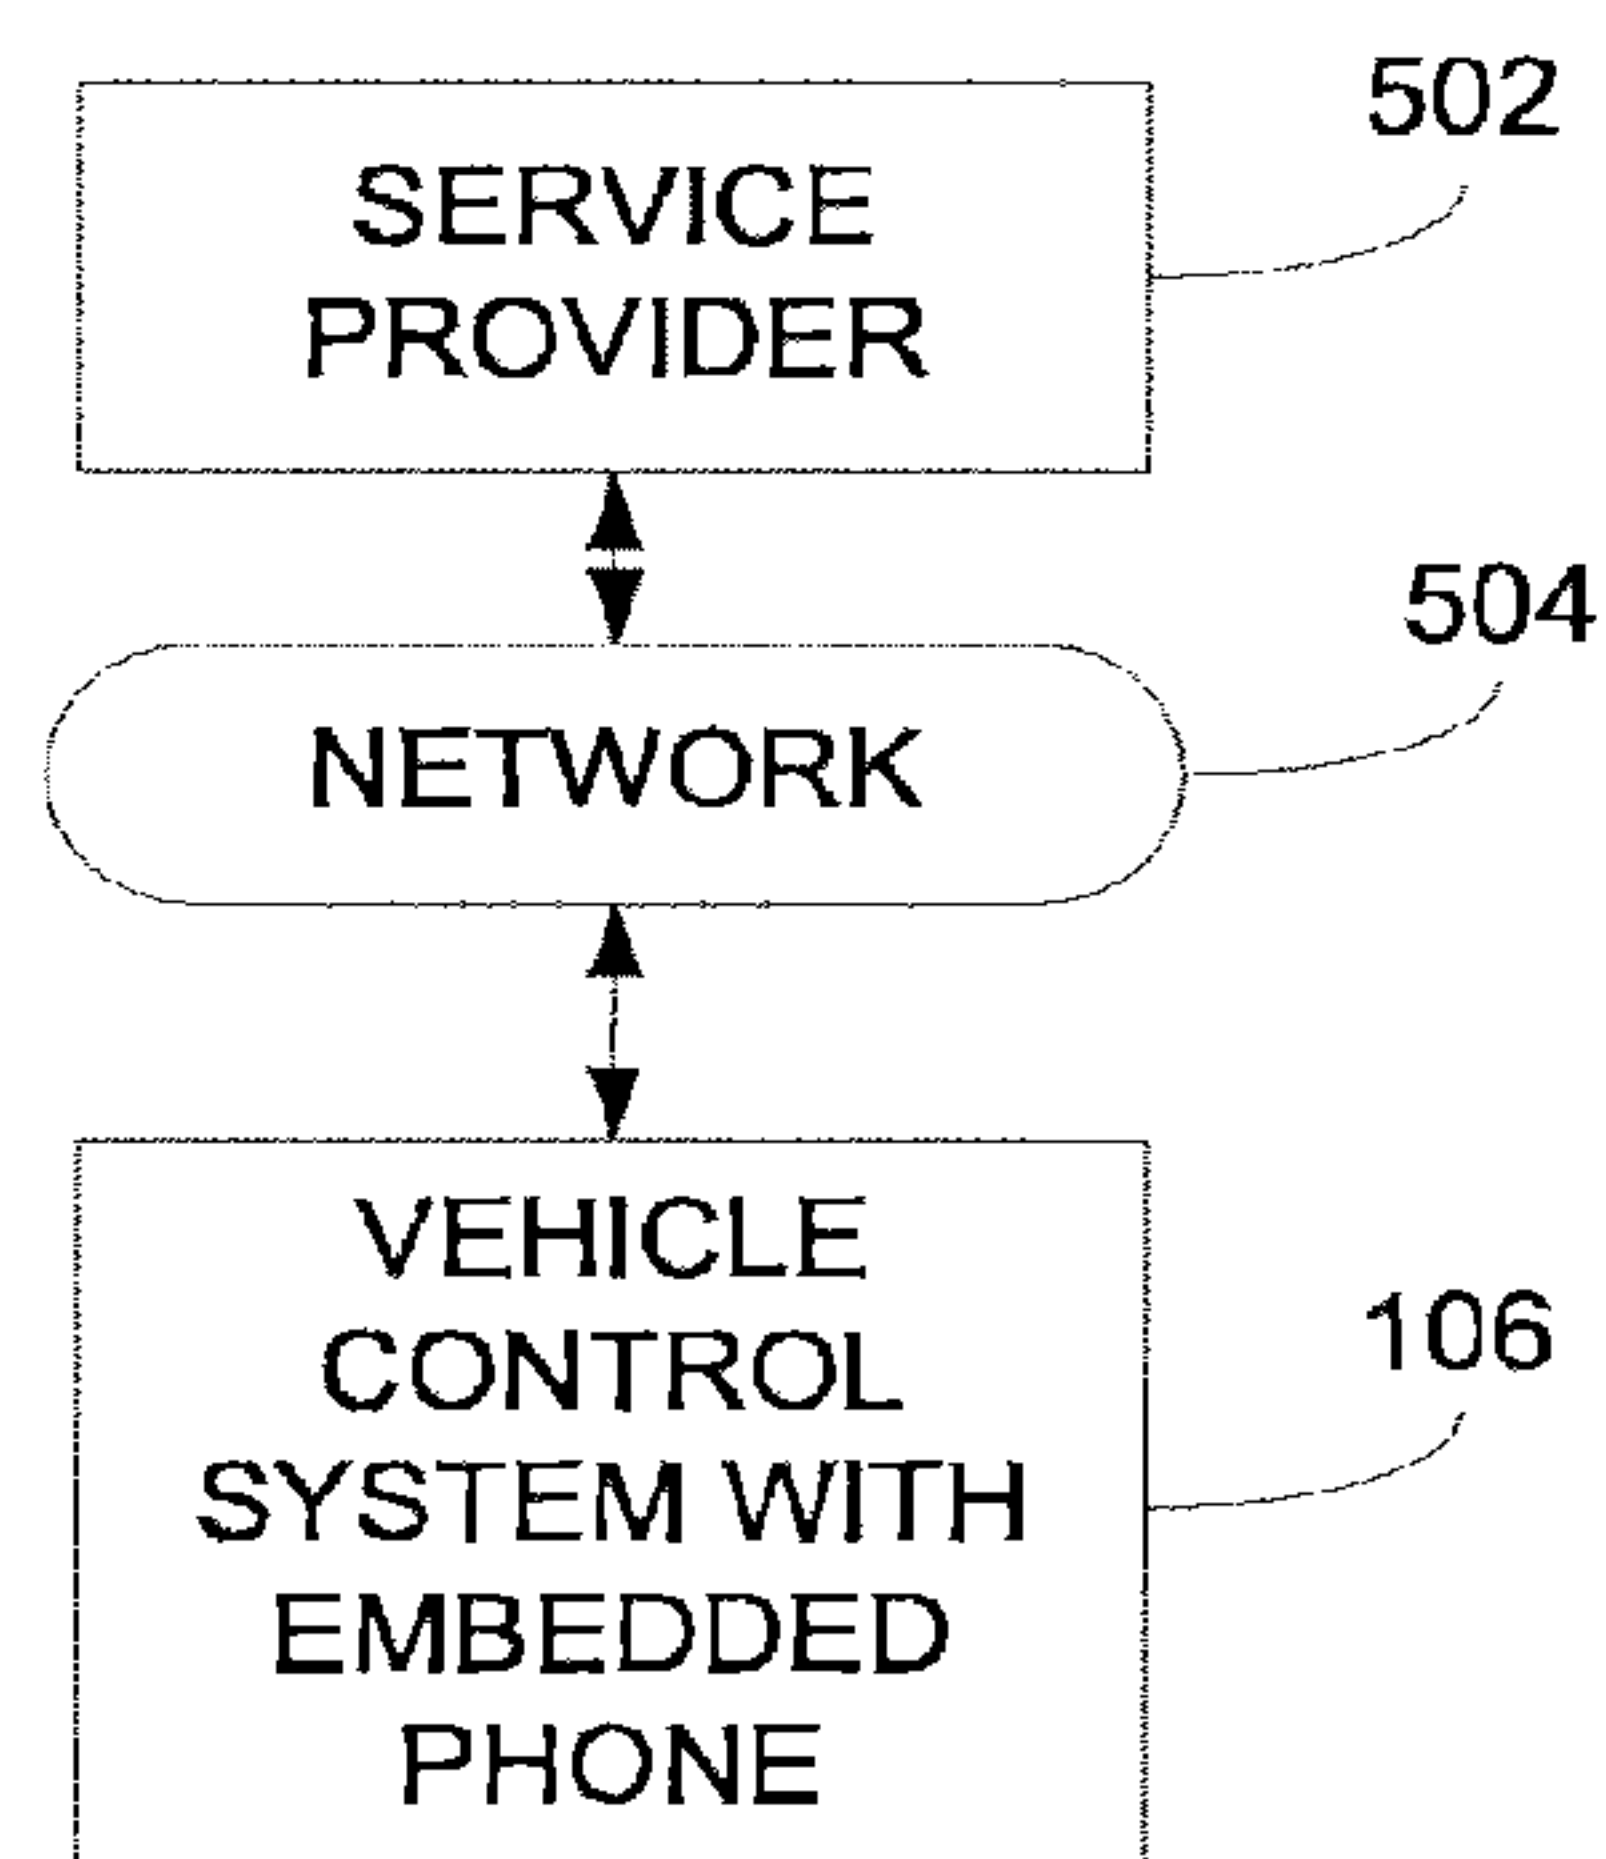 502
SERVICE
PROVIDER
504
NETWORK
VEHICLE
CONTROL
106
SYSTEM WITH
EMBEDDED
PHONE